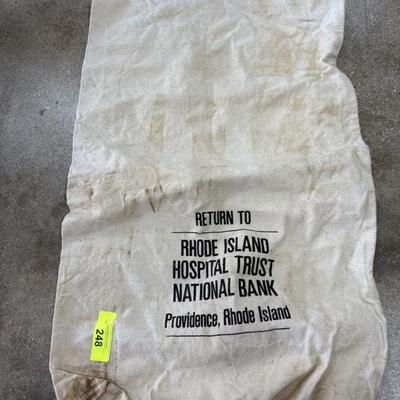 RETURN TO
RHODE ISLAND
HOSPITAL TRUST
NATIONAL BANK
Providence, Rhode Island
248